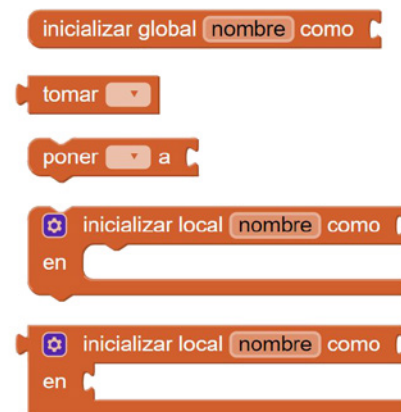 inicializar global nombre como
tomar
poner a
inicializar local nombre como
en
inicializar local nombre como
en